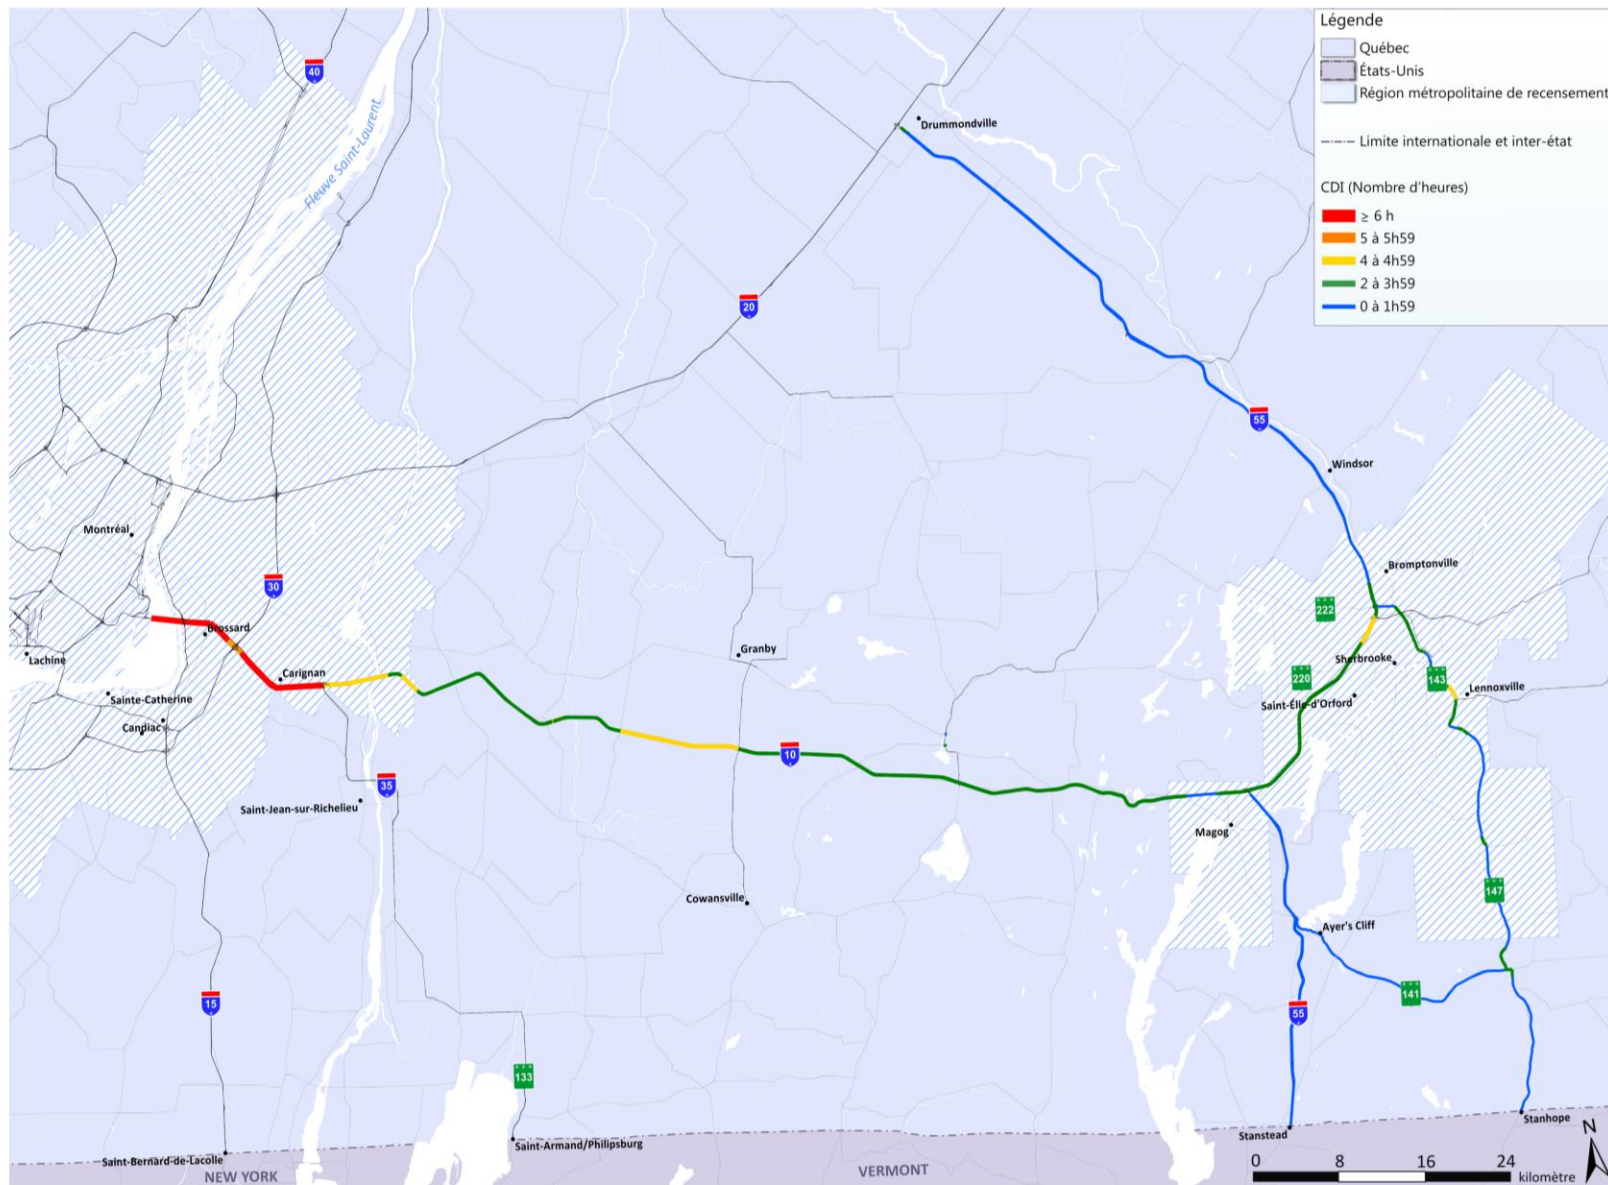 Légende
Québec
États-Unis
Région métropolitaine de recensement
Limite internationale et inter-état
CDI (Nombre d'heures)
≥ 6 h
5 à 5h59
4 à 4h59
2 à 3h59
0 à 1h59
40
Fleuve Saint-Laurent
Drummondville
20
55
Windsor
Montréal
30
Bromptonville
222
Brossard
Lachine
Granby
Sherbrooke
Carignan
220
143
Lennoxville
Sainte-Catherine
Saint-Élie-d'Orford
Candiac
10
35
Saint-Jean-sur-Richelieu
Magog
147
Cowansville
Ayer's Cliff
15
141
55
133
Stanhope
Stanstead
Saint-Armand/Philipsburg
Saint-Bernard-de-Lacolle
NEW YORK
VERMONT
N
0 8 16 24
kilomètre